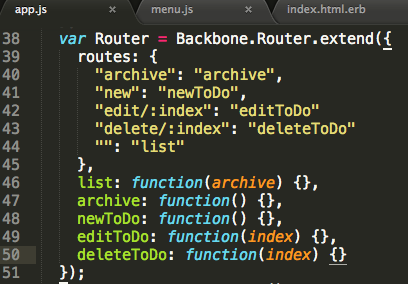 app.js × menu.js × index.html.erb
38 var Router = Backbone.Router.extend({
39 routes: {
40 "archive": "archive",
41 "new": "newToDo",
42 "edit/:index": "editToDo"
43 "delete/:index": "deleteToDo"
44 "": "list"
45 },
46 list: function(archive) {},
47 archive: function() {},
48 newToDo: function() {},
49 editToDo: function(index) {},
50 deleteToDo: function(index) {}
51 });